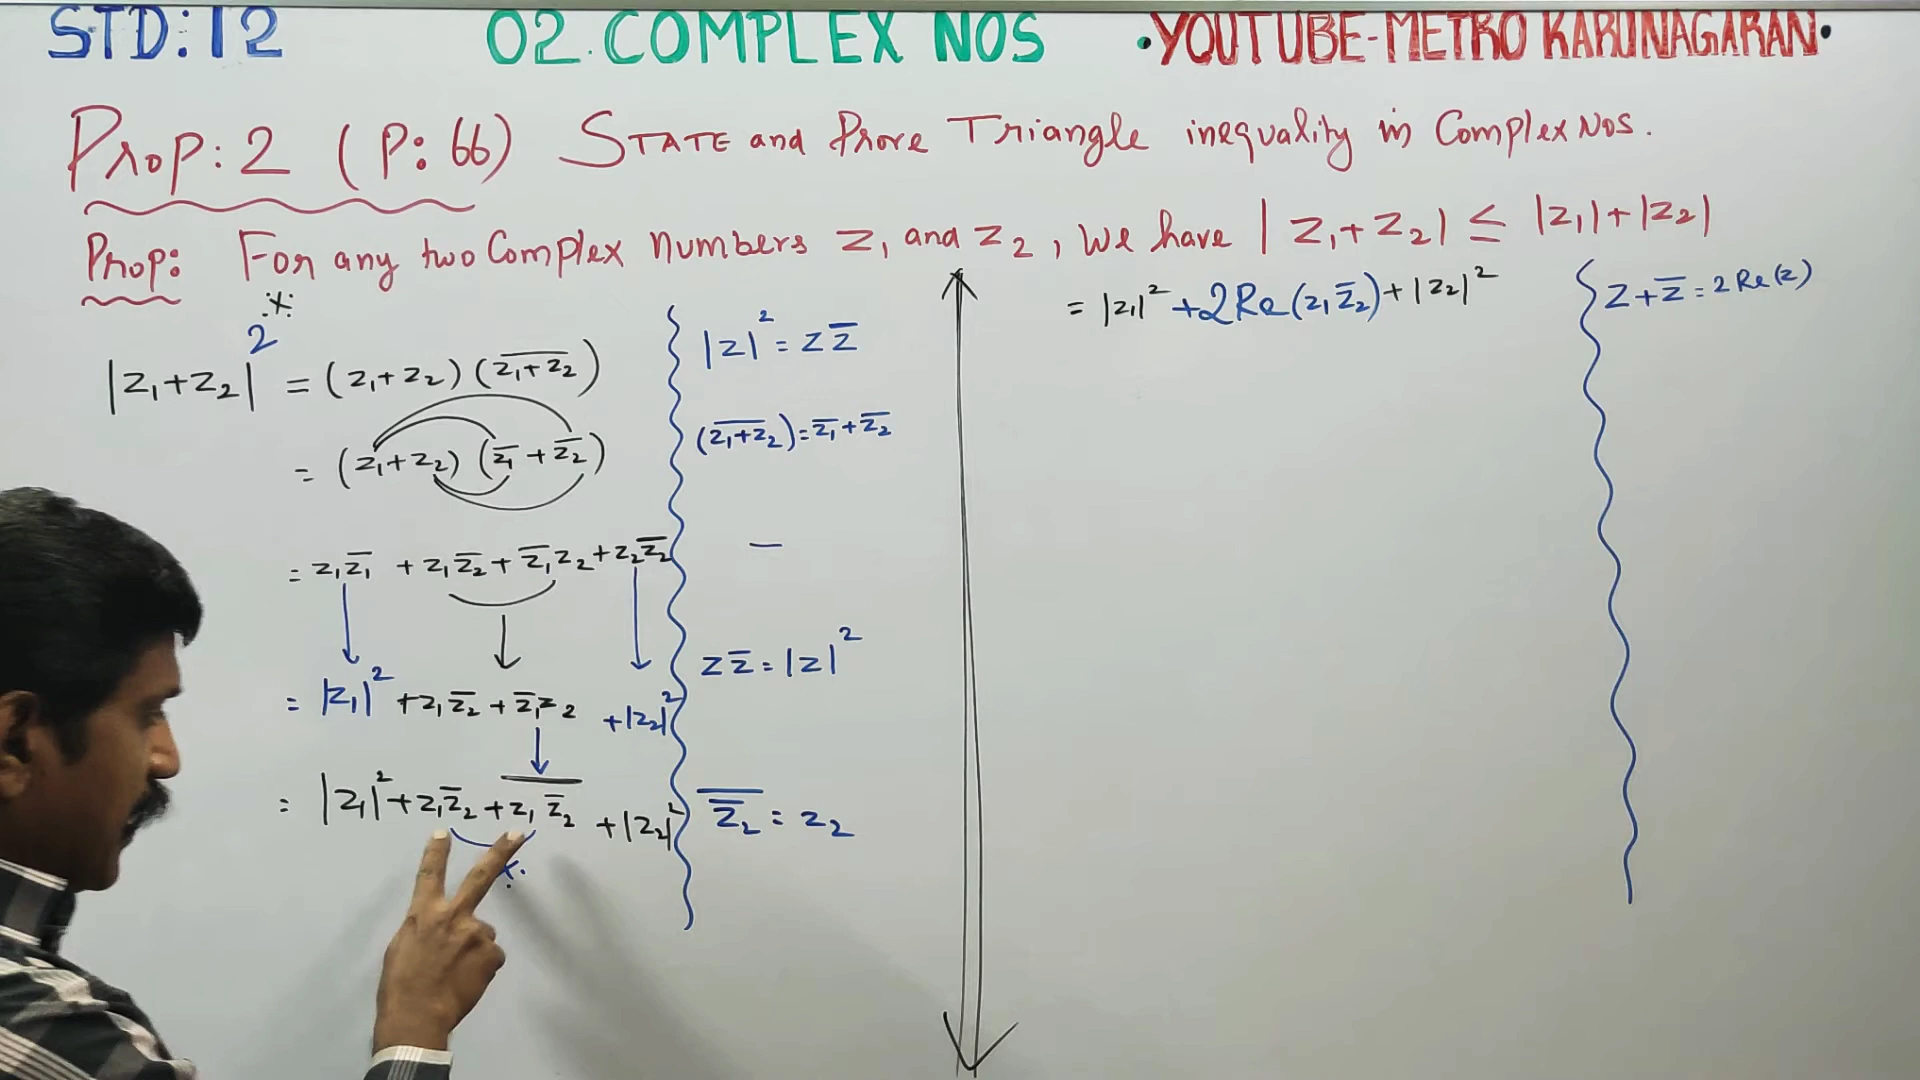 STD:12 02.COMPLEX NOS •YOUTUBE-METRO KARUNAGARAN•
Prop:2 (P:66) STATE and Prove Triangle inequality in Complex Nos.
Prop: For any two Complex numbers z₁ and z₂, we have |z₁+z₂| ≤ |z₁|+|z₂|
|z₁+z₂|² = (z₁+z₂)(z̅₁̅+̅z̅₂̅)
= (z₁+z₂)(z̅₁+z̅₂)
= z₁z̅₁ + z₁z̅₂ + z̅₁z₂ + z₂z̅₂
= |z₁|² + z₁z̅₂ + z̅₁z₂ + |z₂|²
= |z₁|² + z₁z̅₂ + \overline{z₁z̅₂} + |z₂|²
|z|² = zz̅
(z̅₁̅+̅z̅₂̅) = z̅₁+z̅₂
—
zz̅ = |z|²
\overline{z̅₂} = z₂
= |z₁|² + 2Re(z₁z̅₂) + |z₂|²
z+z̅ = 2Re(z)